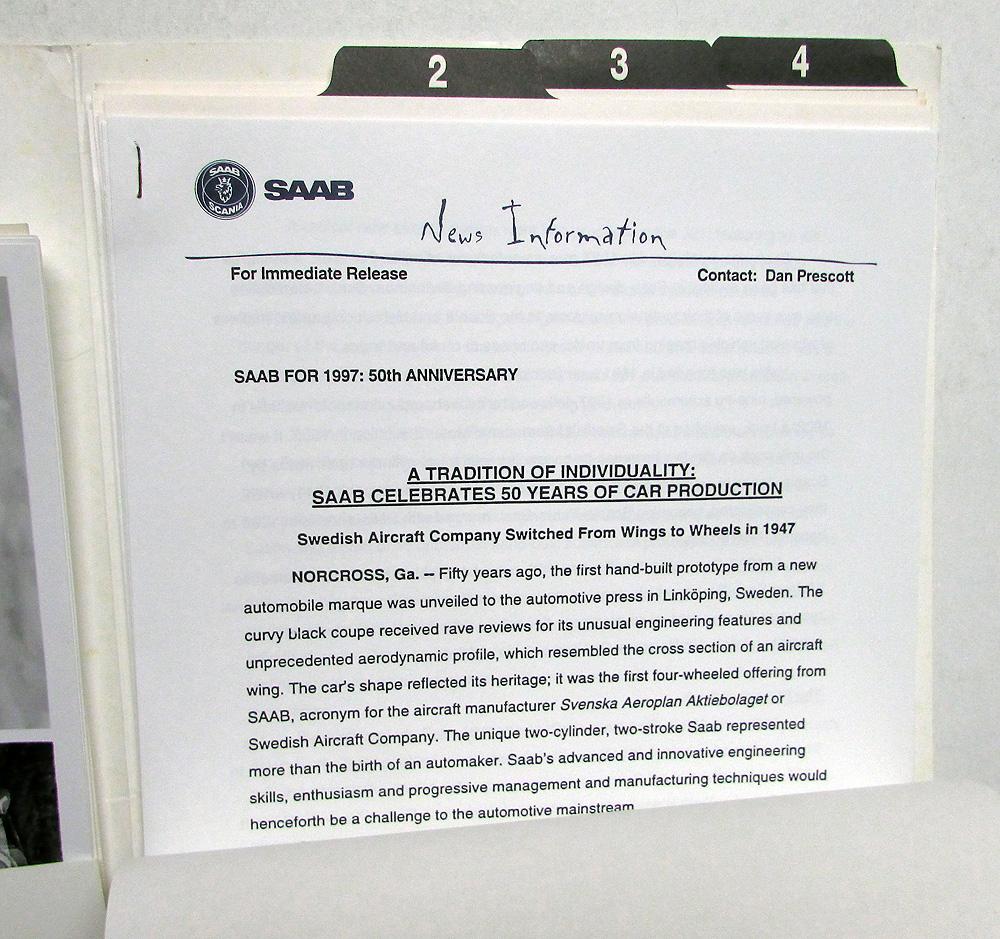 2 3 4
SAAB
SCANIA
SAAB
News Information
For Immediate Release Contact: Dan Prescott
SAAB FOR 1997: 50th ANNIVERSARY
A TRADITION OF INDIVIDUALITY:
SAAB CELEBRATES 50 YEARS OF CAR PRODUCTION
Swedish Aircraft Company Switched From Wings to Wheels in 1947
NORCROSS, Ga. – Fifty years ago, the first hand-built prototype from a new
automobile marque was unveiled to the automotive press in Linköping, Sweden. The
curvy black coupe received rave reviews for its unusual engineering features and
unprecedented aerodynamic profile, which resembled the cross section of an aircraft
wing. The car's shape reflected its heritage; it was the first four-wheeled offering from
SAAB, acronym for the aircraft manufacturer Svenska Aeroplan Aktiebolaget or
Swedish Aircraft Company. The unique two-cylinder, two-stroke Saab represented
more than the birth of an automaker. Saab's advanced and innovative engineering
skills, enthusiasm and progressive management and manufacturing techniques would
henceforth be a challenge to the automotive mainstream